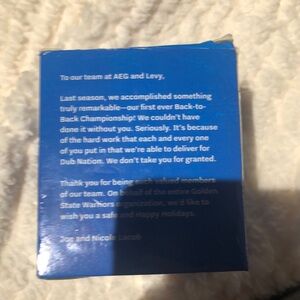 To our team at AEG and Levy,
Last season, we accomplished something
truly remarkable—our first ever Back-to-
Back Championship! We couldn't have
done it without you. Seriously. It's because
of the hard work that each and every one
of you put in that we're able to deliver for
Dub Nation. We don't take you for granted.
Thank you for being such valued members
of our team. On behalf of the entire Golden
State Warriors organization, we'd like to
wish you a safe and Happy Holidays.
Joe and Nicole Lacob